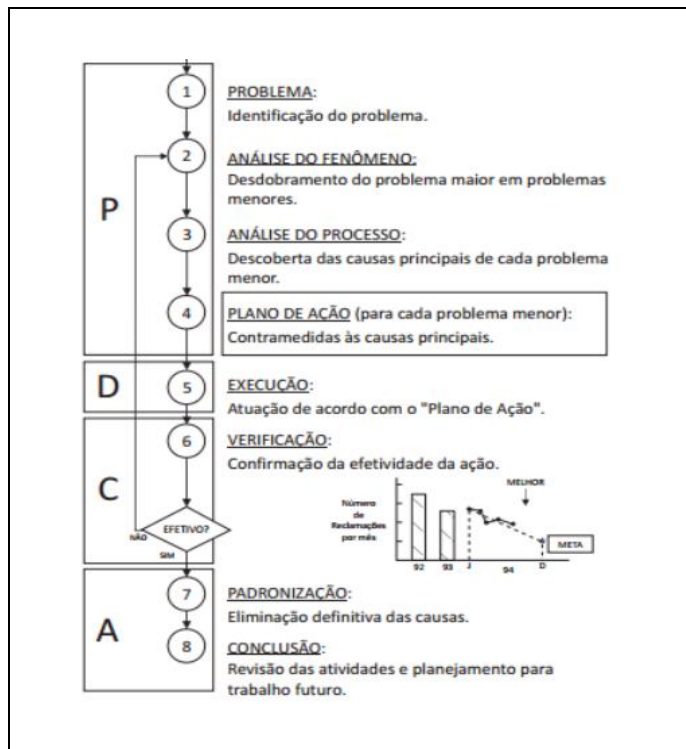 P
1
PROBLEMA:
Identificação do problema.
2
ANÁLISE DO FENÔMENO:
Desdobramento do problema maior em problemas
menores.
3
ANÁLISE DO PROCESSO:
Descoberta das causas principais de cada problema
menor.
4
PLANO DE AÇÃO (para cada problema menor):
Contramedidas às causas principais.
D
5
EXECUÇÃO:
Atuação de acordo com o "Plano de Ação".
C
6
VERIFICAÇÃO:
Confirmação da efetividade da ação.
EFETIVO?
NÃO
SIM
Número
de
Reclamações
por mês
MELHOR
META
92 93 J 94 D
A
7
PADRONIZAÇÃO:
Eliminação definitiva das causas.
8
CONCLUSÃO:
Revisão das atividades e planejamento para
trabalho futuro.